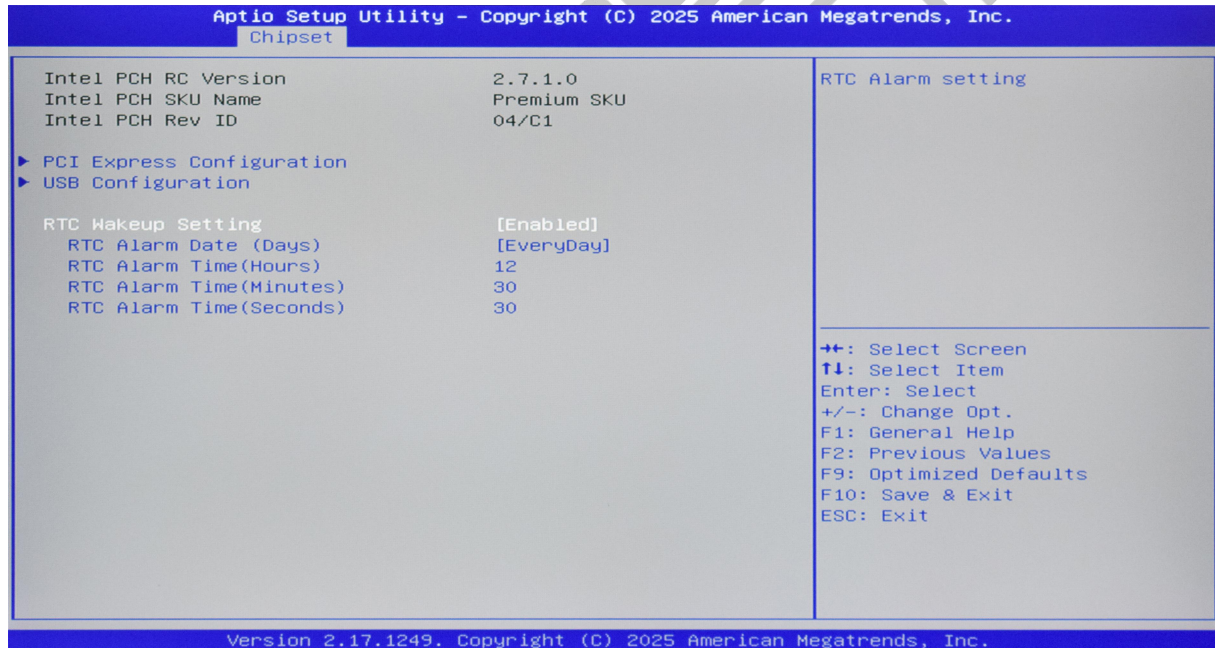 Aptio Setup Utility – Copyright (C) 2025 American Megatrends, Inc.
Chipset
Intel PCH RC Version 2.7.1.0
Intel PCH SKU Name Premium SKU
Intel PCH Rev ID 04/C1
▶ PCI Express Configuration
▶ USB Configuration
RTC Wakeup Setting [Enabled]
RTC Alarm Date (Days) [EveryDay]
RTC Alarm Time(Hours) 12
RTC Alarm Time(Minutes) 30
RTC Alarm Time(Seconds) 30
RTC Alarm setting
→←: Select Screen
↑↓: Select Item
Enter: Select
+/-: Change Opt.
F1: General Help
F2: Previous Values
F9: Optimized Defaults
F10: Save & Exit
ESC: Exit
Version 2.17.1249. Copyright (C) 2025 American Megatrends, Inc.